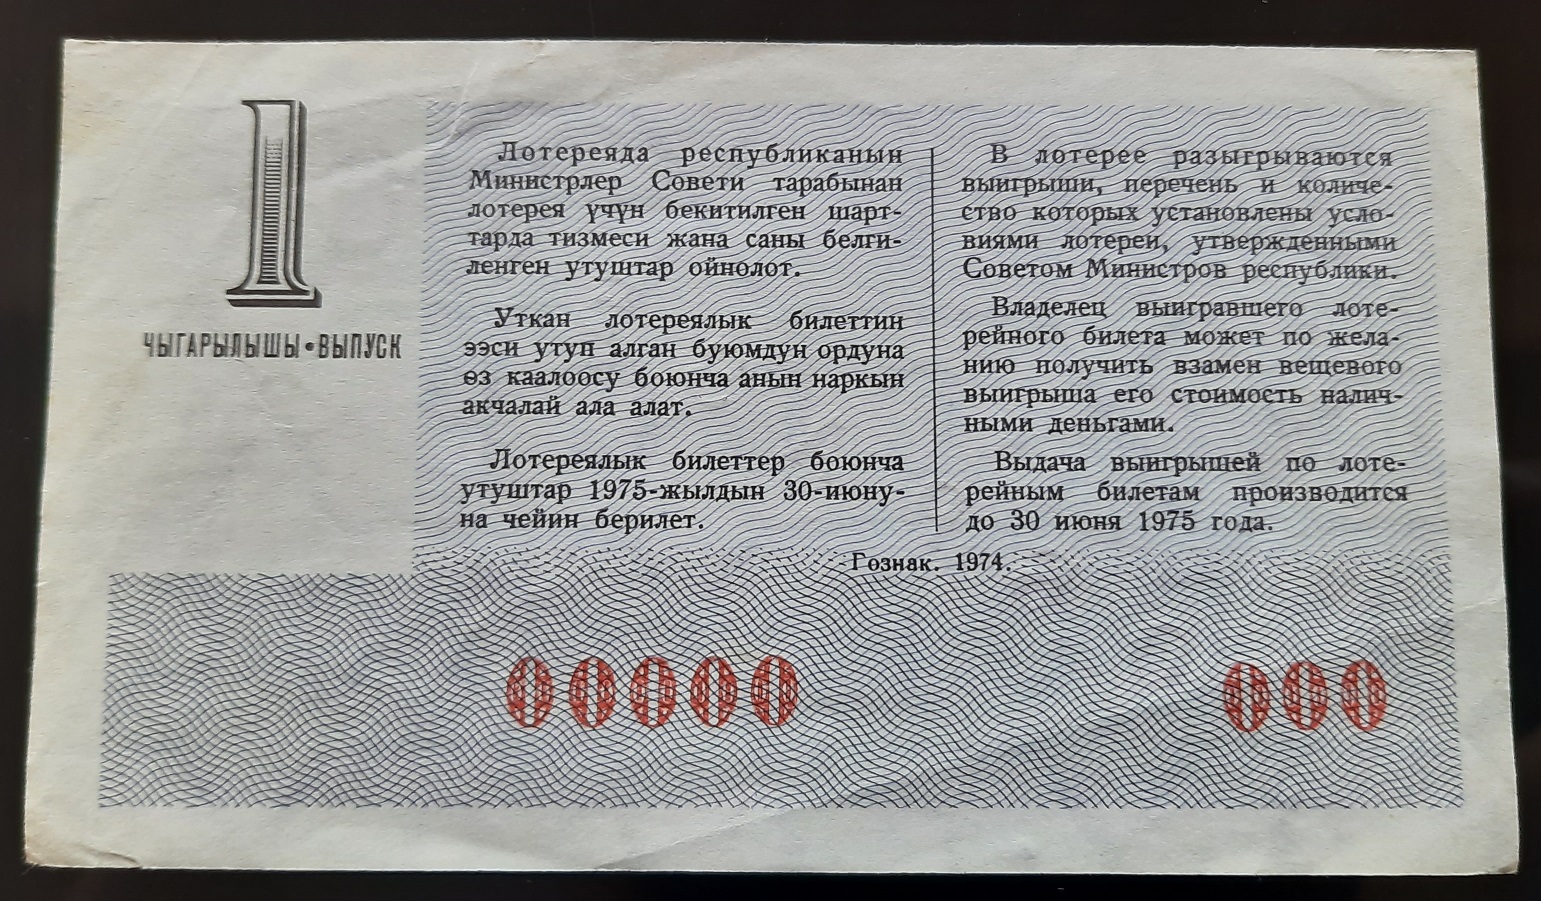 1
ЧЫГАРЫЛЫШЫ•ВЫПУСК
Лотереяда республиканын
Министрлер Совети тарабынан
лотерея үчүн бекитилген шарт-
тарда тизмеси жана саны белги-
ленген утуштар ойнолот.
Уткан лотереялык билеттин
ээси утуп алган буюмдун ордуна
өз каалоосу боюнча анын наркын
акчалай ала алат.
Лотереялык билеттер боюнча
утуштар 1975-жылдын 30-июну-
на чейин берилет.
В лотерее разыгрываются
выигрыши, перечень и количе-
ство которых установлены усло-
виями лотереи, утвержденными
Советом Министров республики.
Владелец выигравшего лоте-
рейного билета может по жела-
нию получить взамен вещевого
выигрыша его стоимость налич-
ными деньгами.
Выдача выигрышей по лоте-
рейным билетам производится
до 30 июня 1975 года.
Гознак. 1974.
00000 000